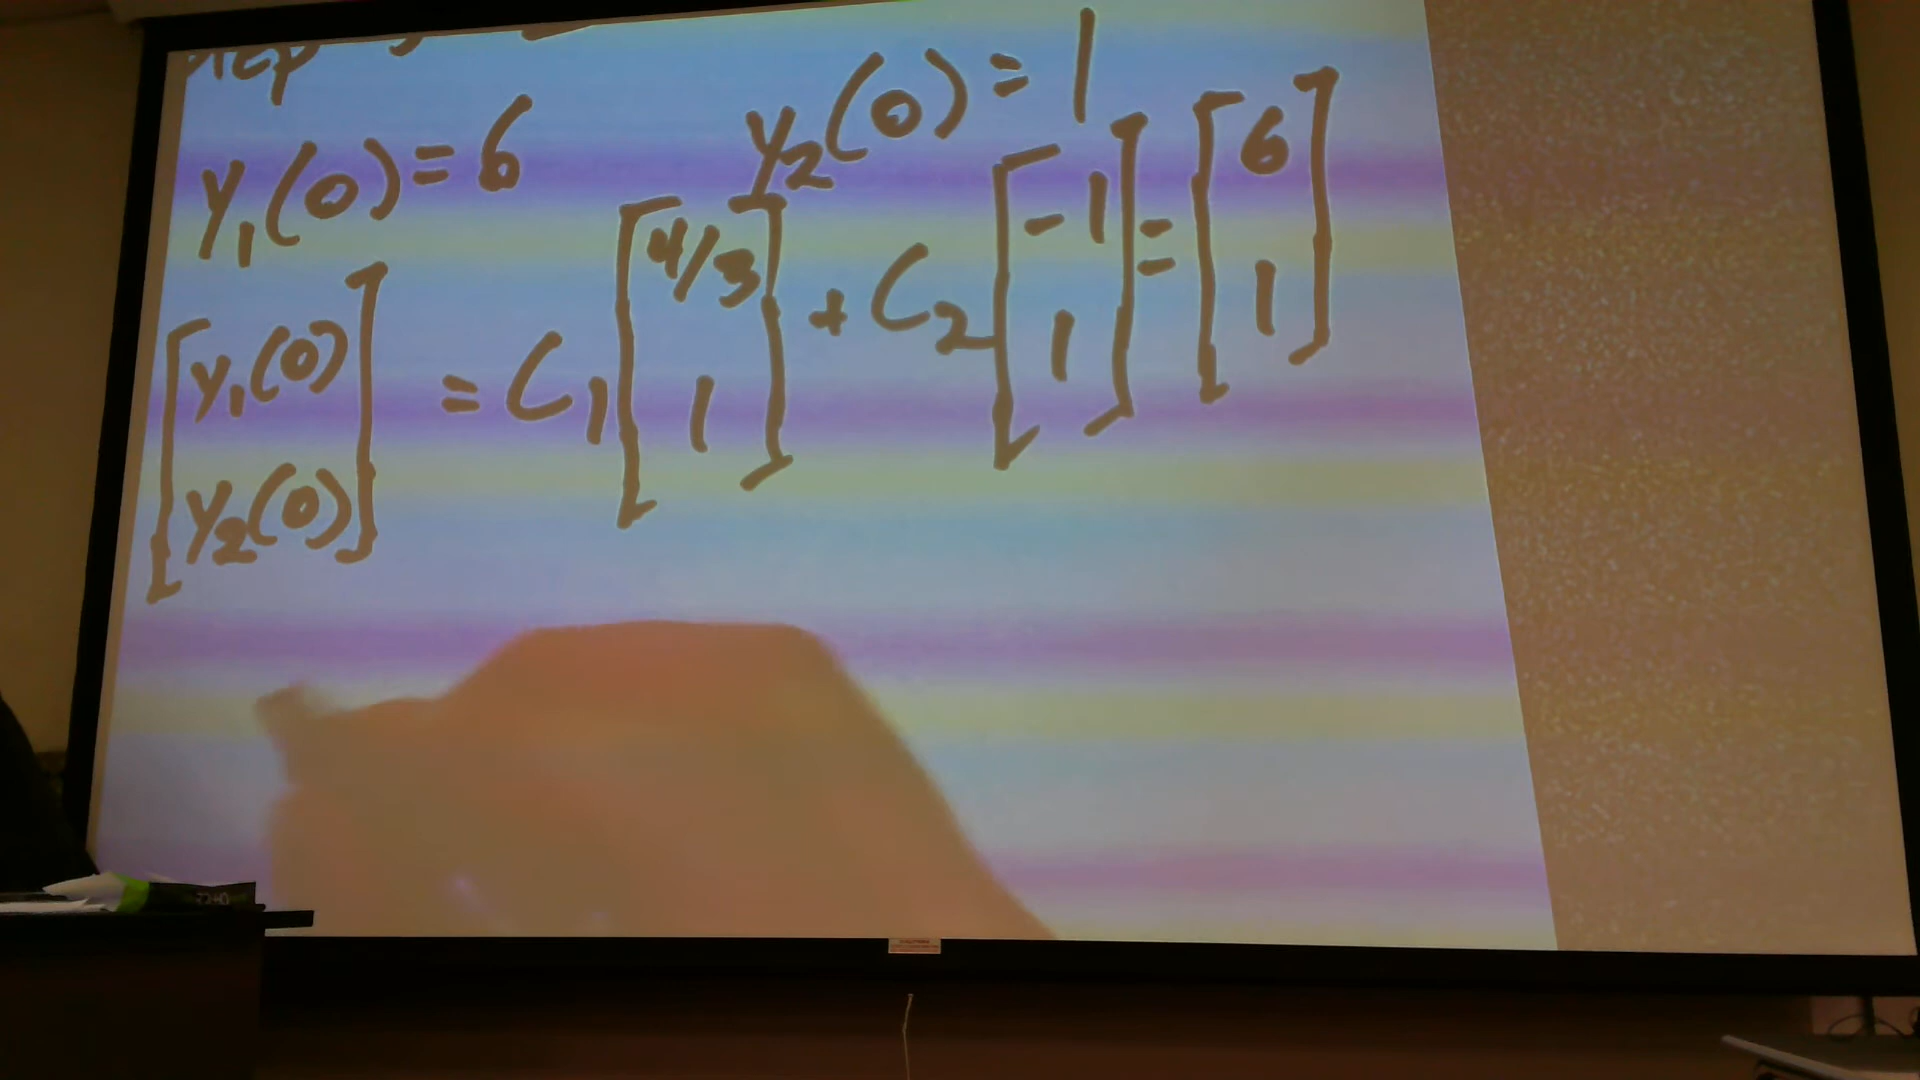 y₁(0) = 6 y₂(0) = 1
[y₁(0) y₂(0)] = C₁ [4/3 1] + C₂ [-1 1] = [6 1]